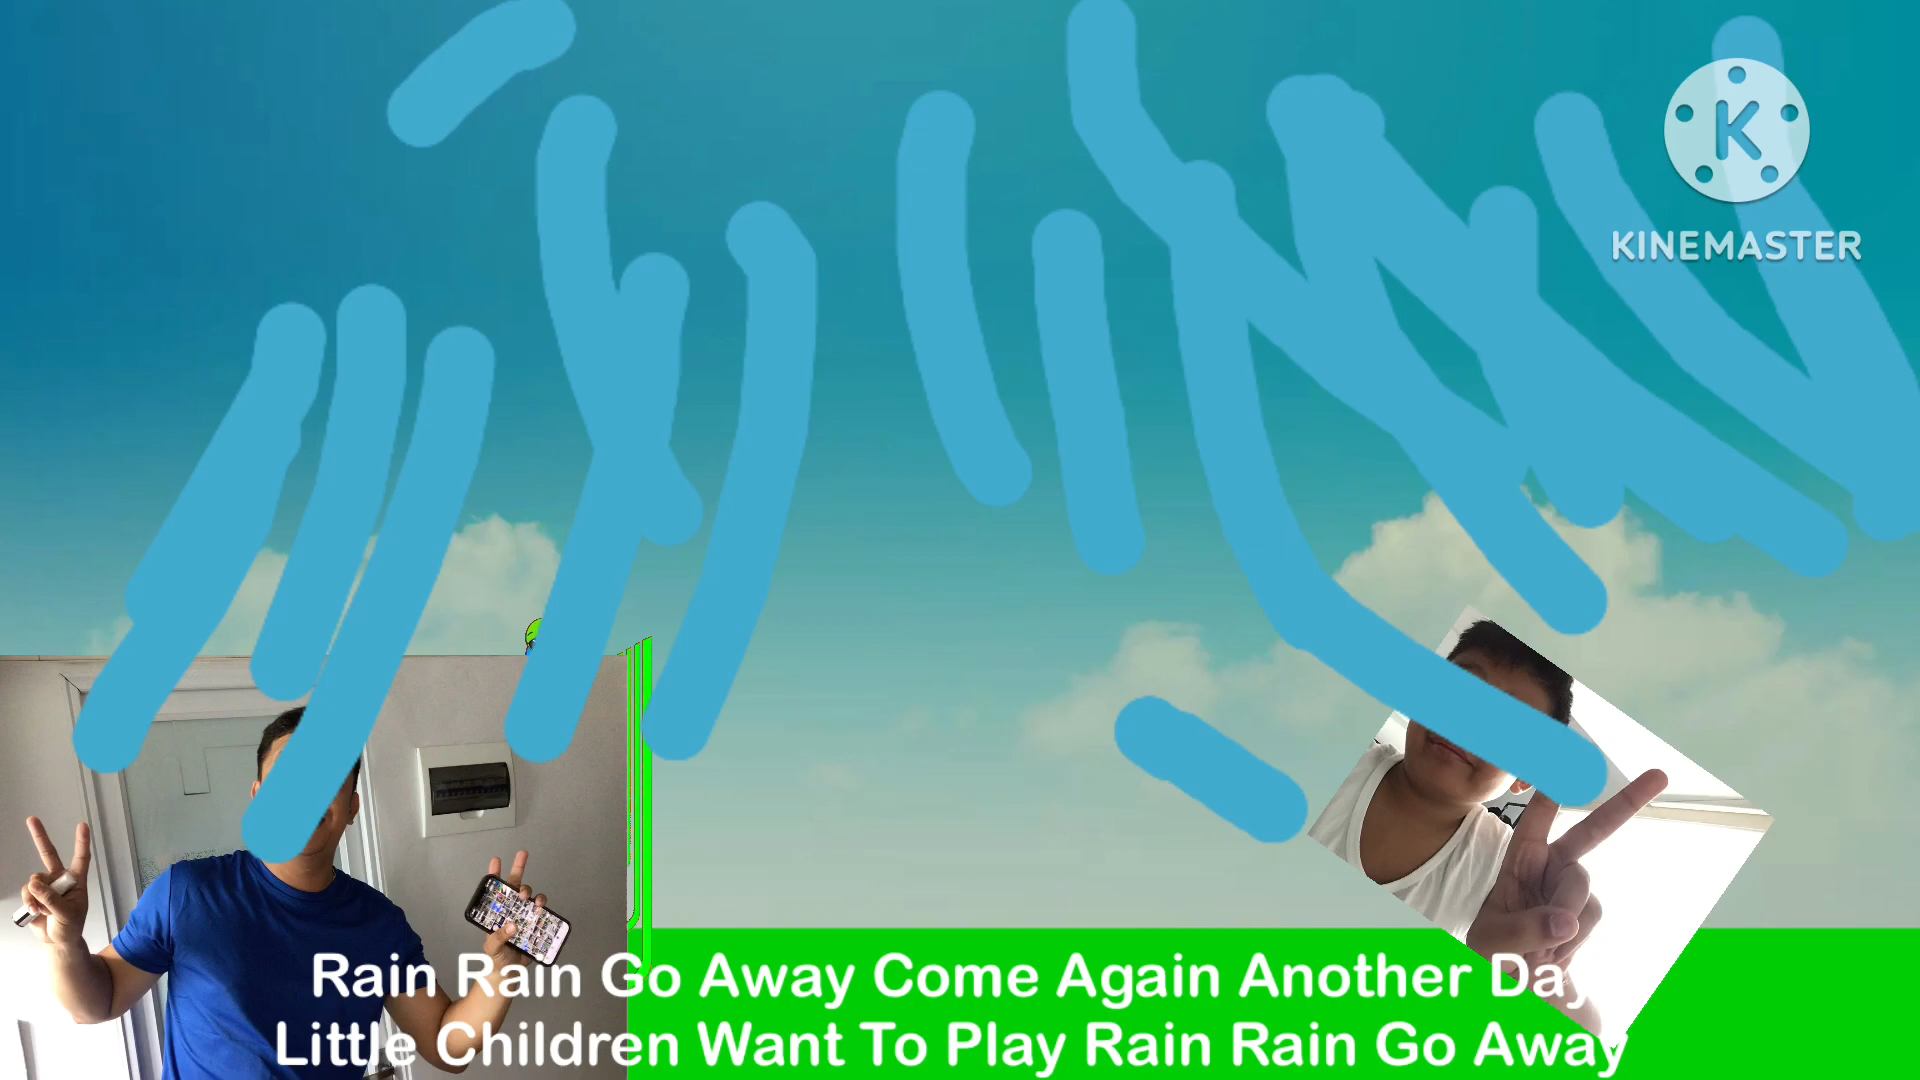 K
KINEMASTER
Rain Rain Go Away Come Again Another Day
Little Children Want To Play Rain Rain Go Away